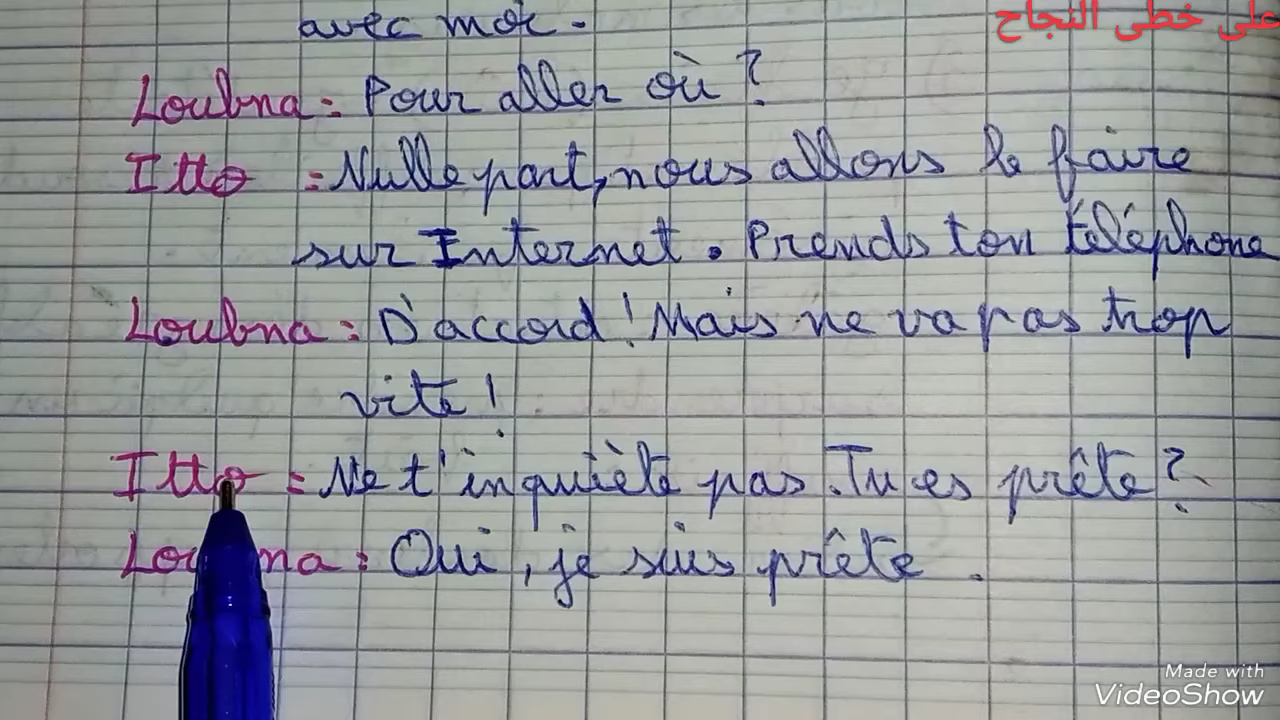 على خطى النجاح
avec moi.
Loubna : Pour aller où ?
Itto : Nulle part, nous allons le faire
sur Internet. Prends ton téléphone
Loubna : D'accord ! Mais ne va pas trop
vite !
Itto : Ne t'inquiète pas. Tu es prête ?
Loubna : Oui, je suis prête.
Made with
VideoShow